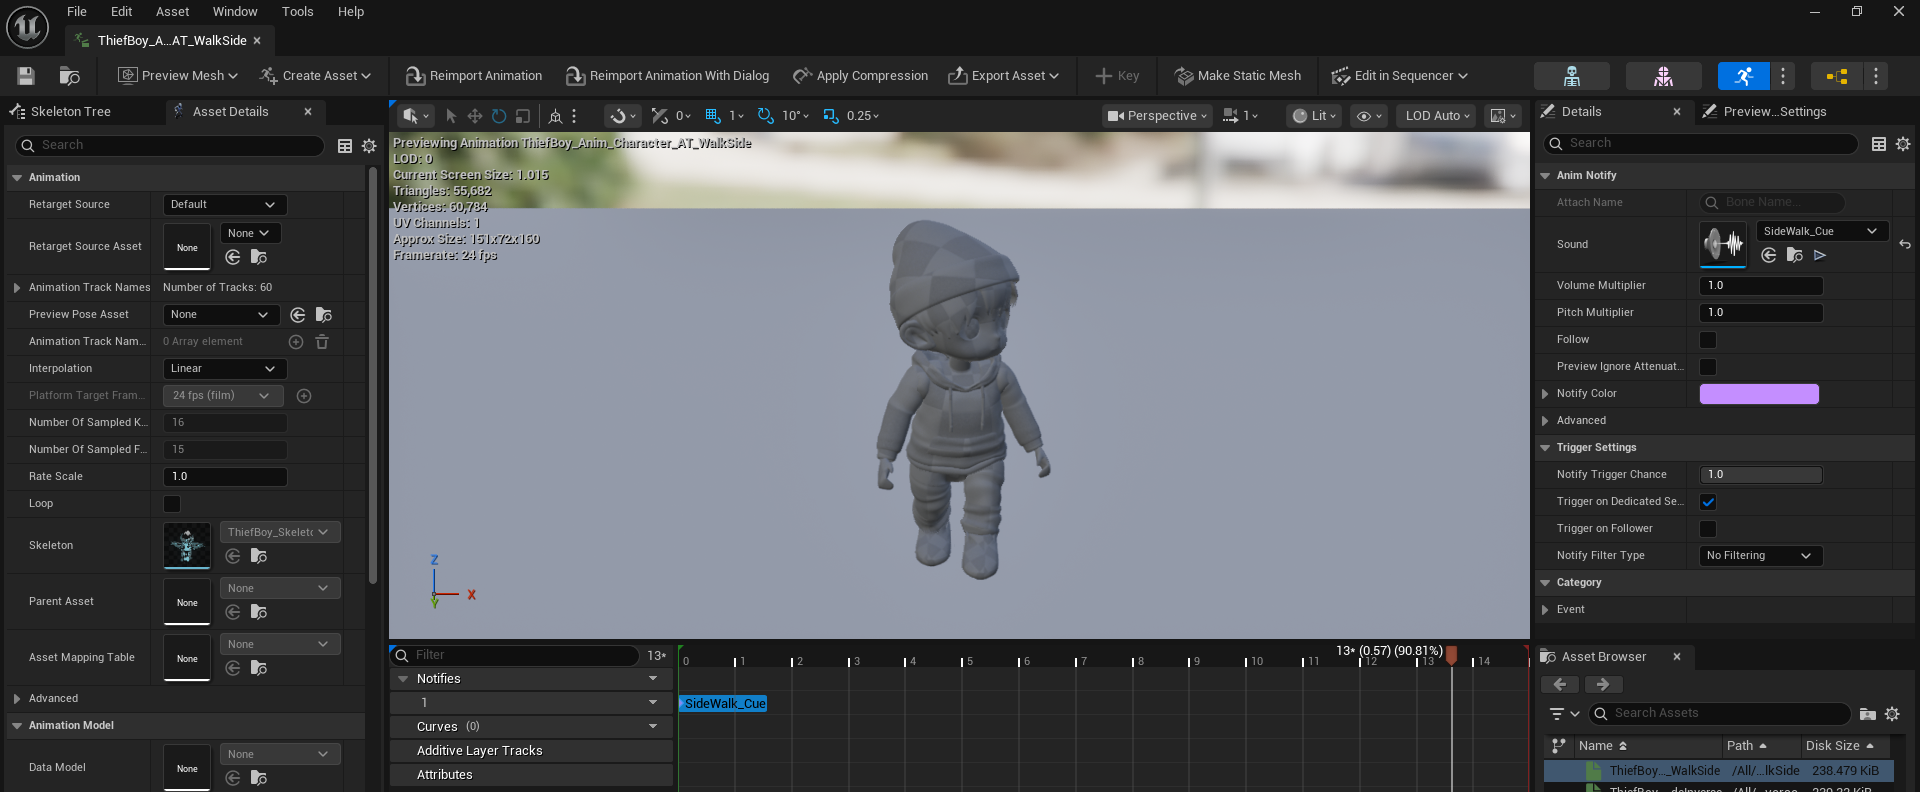 File Edit Asset Window Tools Help
ThiefBoy_A...AT_WalkSide
Preview Mesh Create Asset Reimport Animation Reimport Animation With Dialog Apply Compression Export Asset Key Make Static Mesh Edit in Sequencer
Skeleton Tree Asset Details
Search
Animation
Retarget Source Default
Retarget Source Asset None None
Animation Track Names Number of Tracks: 60
Preview Pose Asset None
Animation Track Nam... 0 Array element
Interpolation Linear
Platform Target Fram... 24 fps (film)
Number Of Sampled K... 16
Number Of Sampled F... 15
Rate Scale 1.0
Loop
Skeleton ThiefBoy_Skelet
Parent Asset None None
Asset Mapping Table None None
Advanced
Animation Model
Data Model None None
0 1 10° 0.25 Perspective 1 Lit LOD Auto
Previewing Animation ThiefBoy_Anim_Character_AT_WalkSide
LOD: 0
Current Screen Size: 1.015
Triangles: 55,682
Vertices: 60,784
UV Channels: 1
Approx Size: 151x72x160
Framerate: 24 fps
Z
X
Y
Filter 13*
13* (0.57) (90.81%)
0 1 2 3 4 5 6 7 8 9 10 11 12 13 14
Notifies
1 SideWalk_Cue
Curves (0)
Additive Layer Tracks
Attributes
Details Preview...Settings
Search
Anim Notify
Attach Name Bone Name...
Sound SideWalk_Cue
Volume Multiplier 1.0
Pitch Multiplier 1.0
Follow
Preview Ignore Attenuat...
Notify Color
Advanced
Trigger Settings
Notify Trigger Chance 1.0
Trigger on Dedicated Se...
Trigger on Follower
Notify Filter Type No Filtering
Category
Event
Asset Browser
Search Assets
Name Path Disk Size
ThiefBoy..._WalkSide /All/...lkSide 238.479 KiB